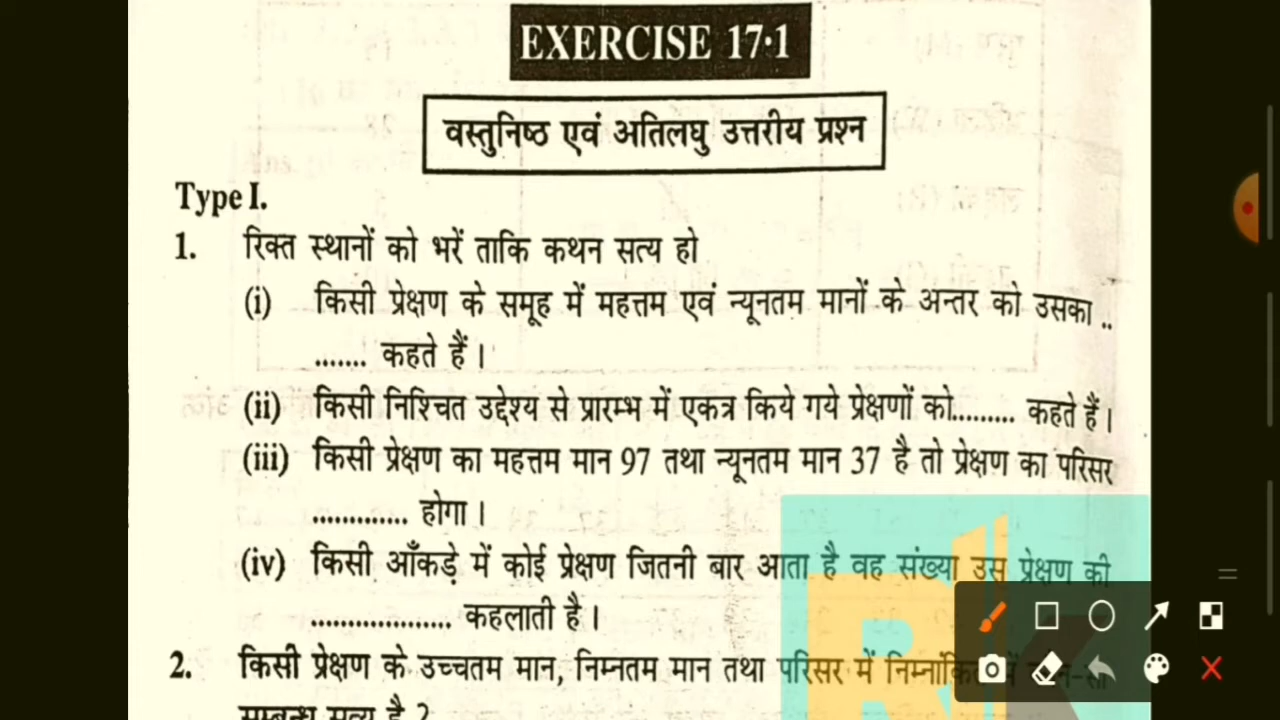 EXERCISE 17·1
वस्तुनिष्ठ एवं अतिलघु उत्तरीय प्रश्न
Type I.
1. रिक्त स्थानों को भरें ताकि कथन सत्य हो
(i) किसी प्रेक्षण के समूह में महत्तम एवं न्यूनतम मानों के अन्तर को उसका ..
....... कहते हैं।
(ii) किसी निश्चित उद्देश्य से प्रारम्भ में एकत्र किये गये प्रेक्षणों को......... कहते हैं।
(iii) किसी प्रेक्षण का महत्तम मान 97 तथा न्यूनतम मान 37 है तो प्रेक्षण का परिसर
............. होगा।
(iv) किसी आँकड़े में कोई प्रेक्षण जितनी बार आता है वह संख्या उस प्रेक्षण की
................... कहलाती है।
2. किसी प्रेक्षण के उच्चतम मान, निम्नतम मान तथा परिसर में
सम्बन्ध सत्य है ?